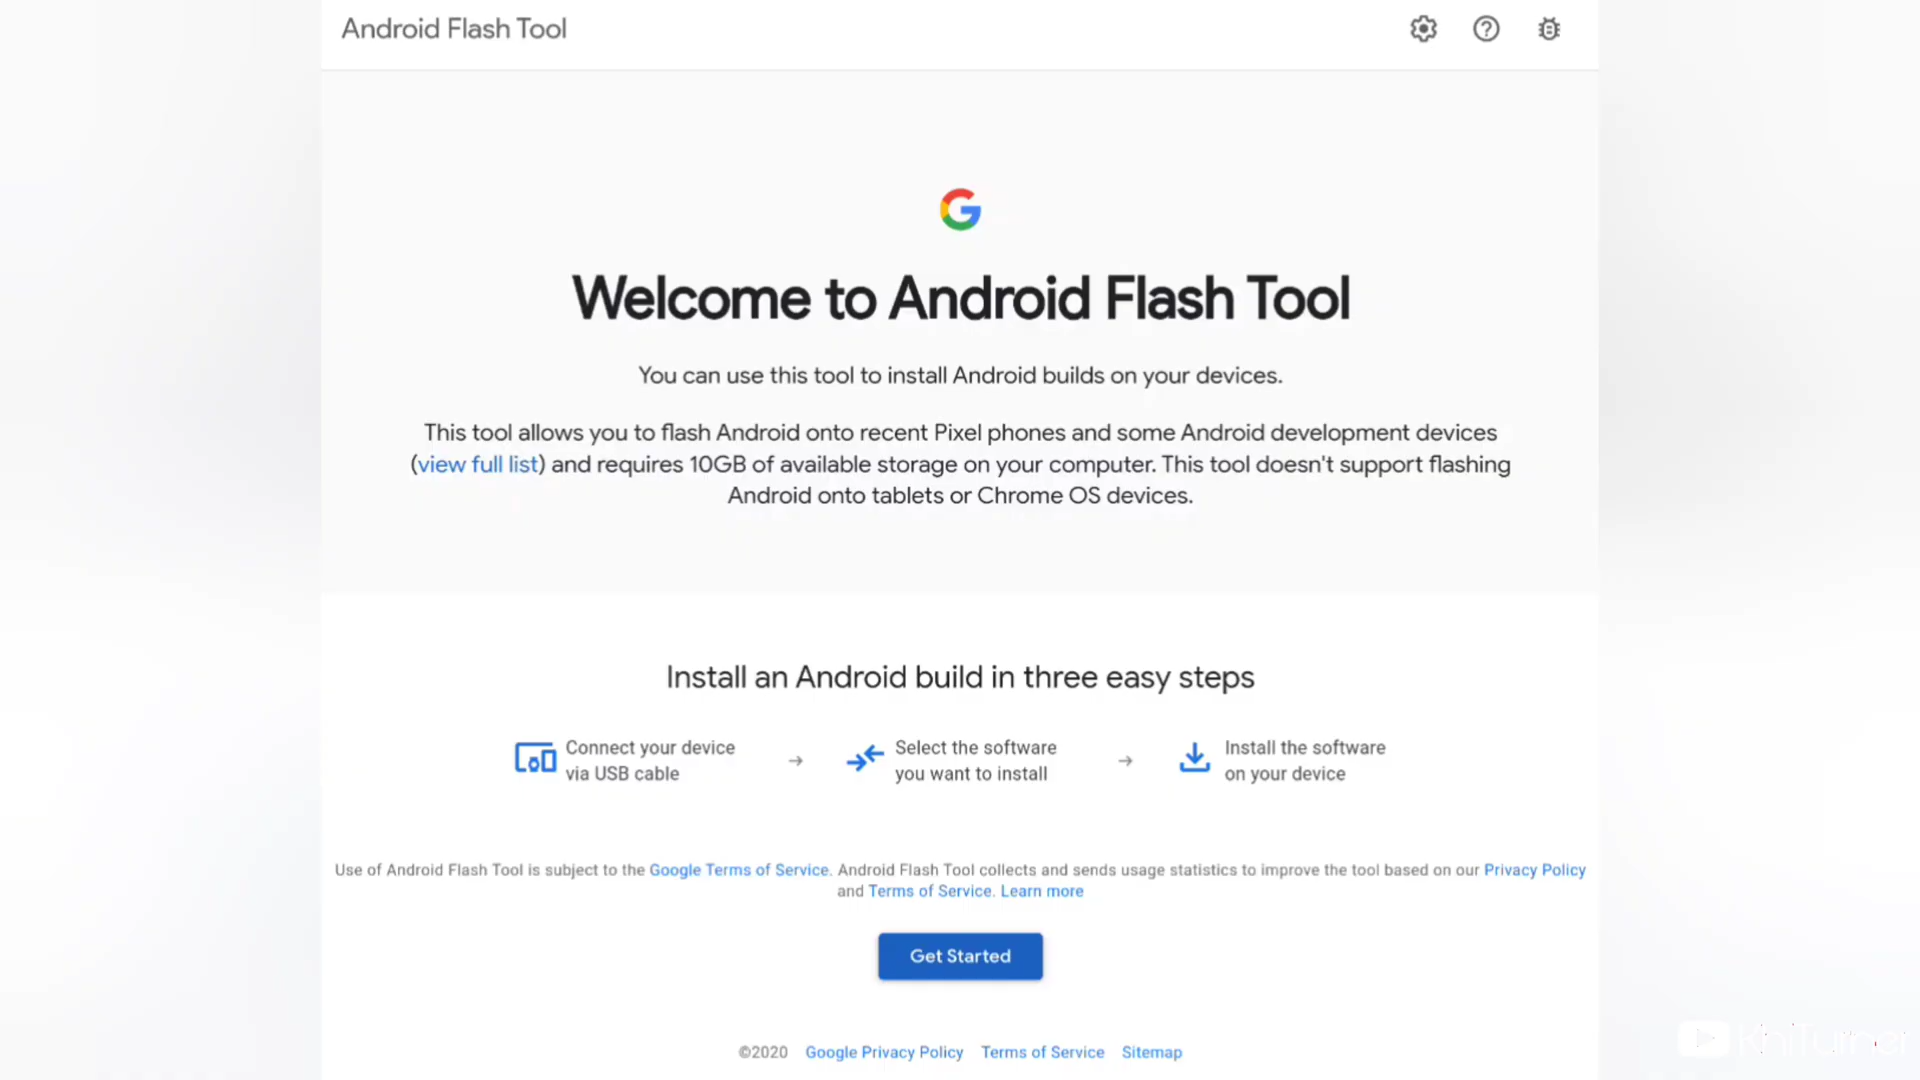 Android Flash Tool
Welcome to Android Flash Tool
You can use this tool to install Android builds on your devices.
This tool allows you to flash Android onto recent Pixel phones and some Android development devices
(view full list) and requires 10GB of available storage on your computer. This tool doesn't support flashing
Android onto tablets or Chrome OS devices.
Install an Android build in three easy steps
Connect your device
via USB cable
Select the software
you want to install
Install the software
on your device
Use of Android Flash Tool is subject to the Google Terms of Service. Android Flash Tool collects and sends usage statistics to improve the tool based on our Privacy Policy
and Terms of Service. Learn more
Get Started
©2020 Google Privacy Policy Terms of Service Sitemap